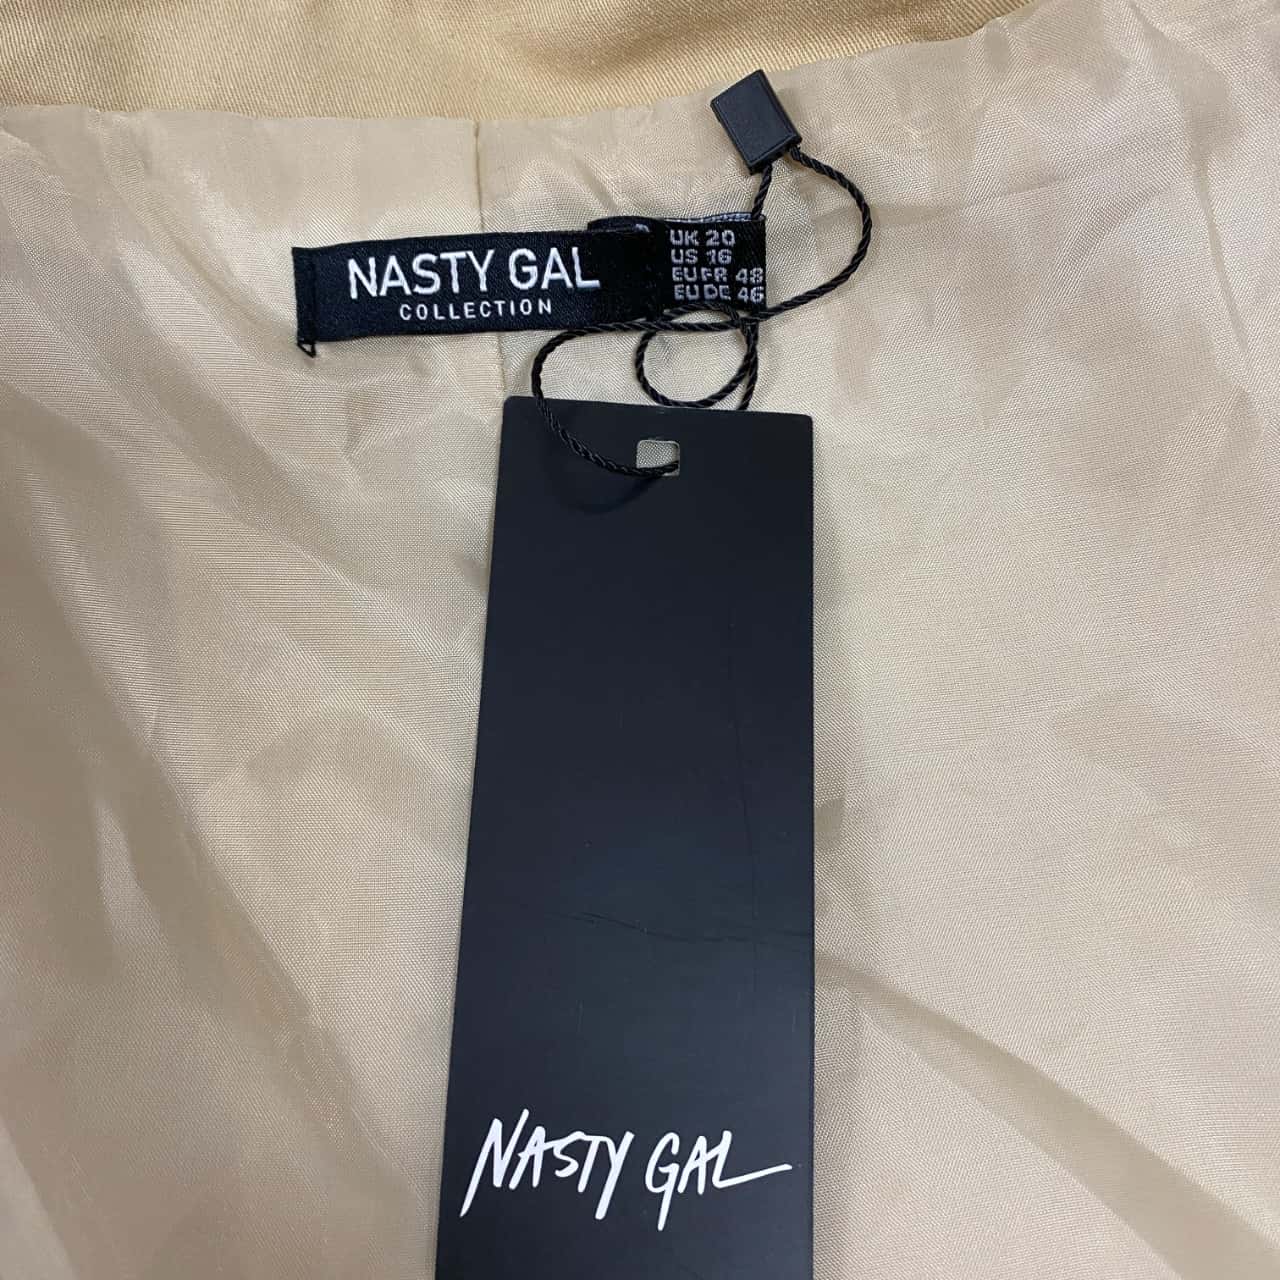 NASTY GAL
COLLECTION
UK 20
US 16
EU FR 48
EU DE 46
NASTY GAL